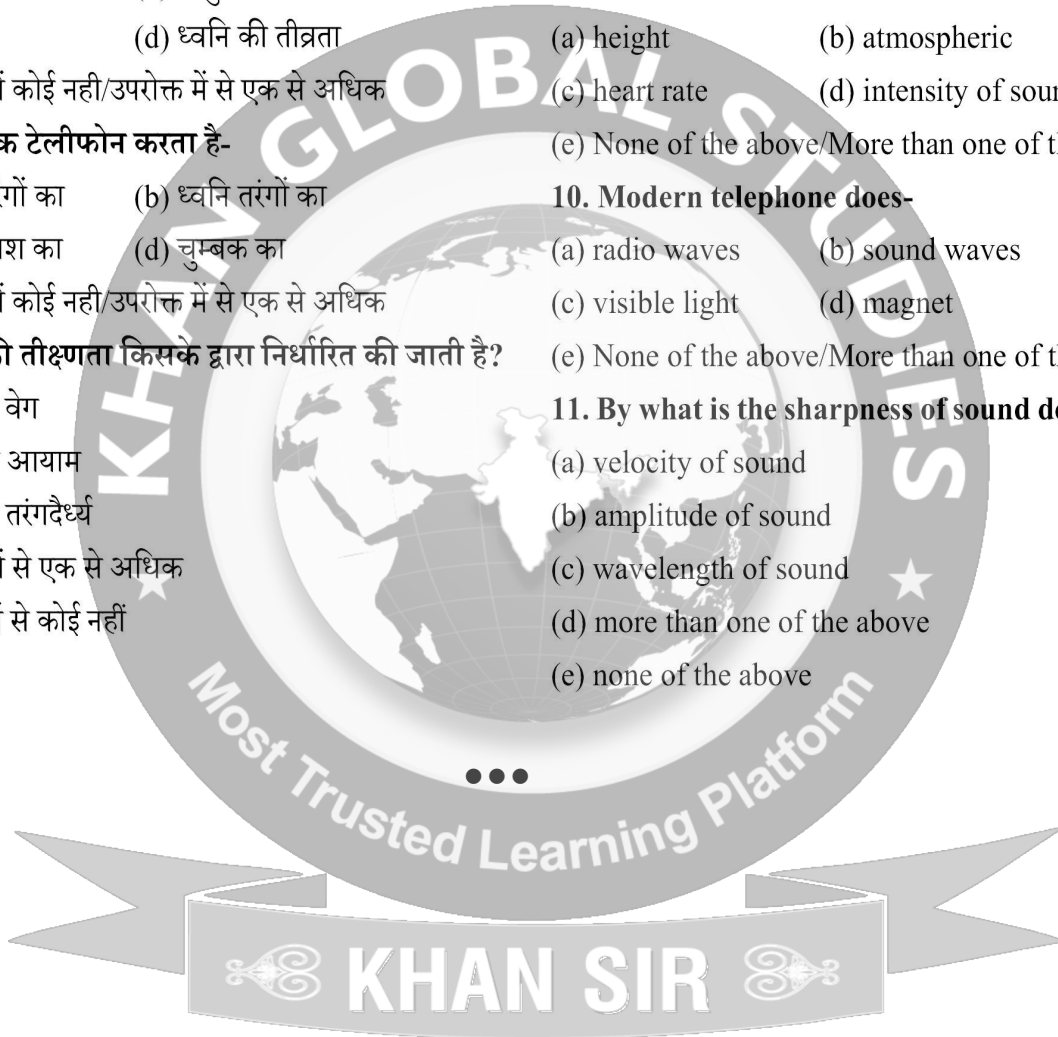 (d) ध्वनि की तीव्रता
कोई नही/उपरोक्त में से एक से अधिक
टेलीफोन करता है-
का (b) ध्वनि तरंगों का
का (d) चुम्बक का
कोई नही/उपरोक्त में से एक से अधिक
तीक्ष्णता किसक द्वारा निर्धारित की जाती है?
वेग
आयाम
तरंगदैर्ध्य
से एक से अधिक
से कोई नहीं
(a) height (b) atmospheric
(c) heart rate (d) intensity of
(e) None of the above/More than one of
10. Modern telephone does-
(a) radio waves (b) sound waves
(c) visible light (d) magnet
(e) None of the above/More than one of
11. By what is the sharpness of sound
(a) velocity of sound
(b) amplitude of sound
(c) wavelength of sound
(d) more than one of the above
(e) none of the above
KHAN GLOBAL STUDIES
Most Trusted Learning Platform
KHAN SIR